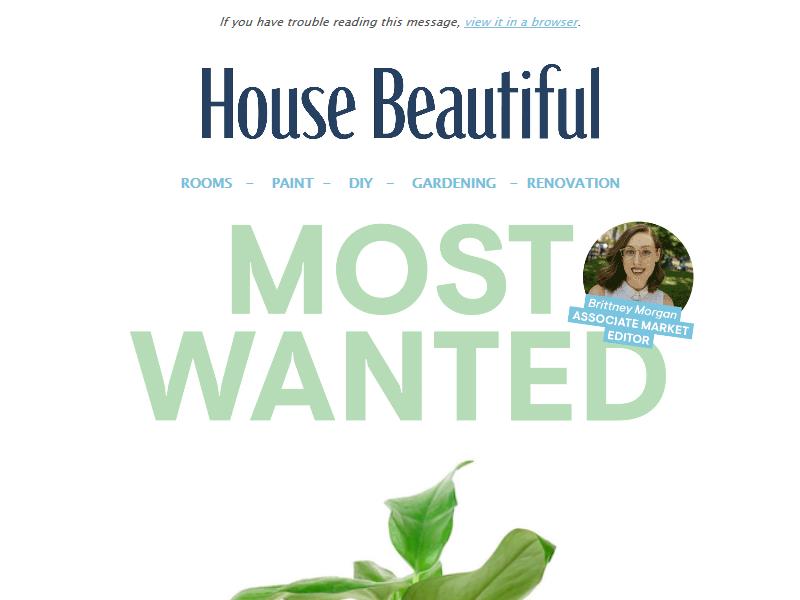 If you have trouble reading this message, view it in a browser.
House Beautiful
ROOMS – PAINT – DIY – GARDENING – RENOVATION
MOST
Brittney Morgan
ASSOCIATE MARKET
EDITOR
WANTED